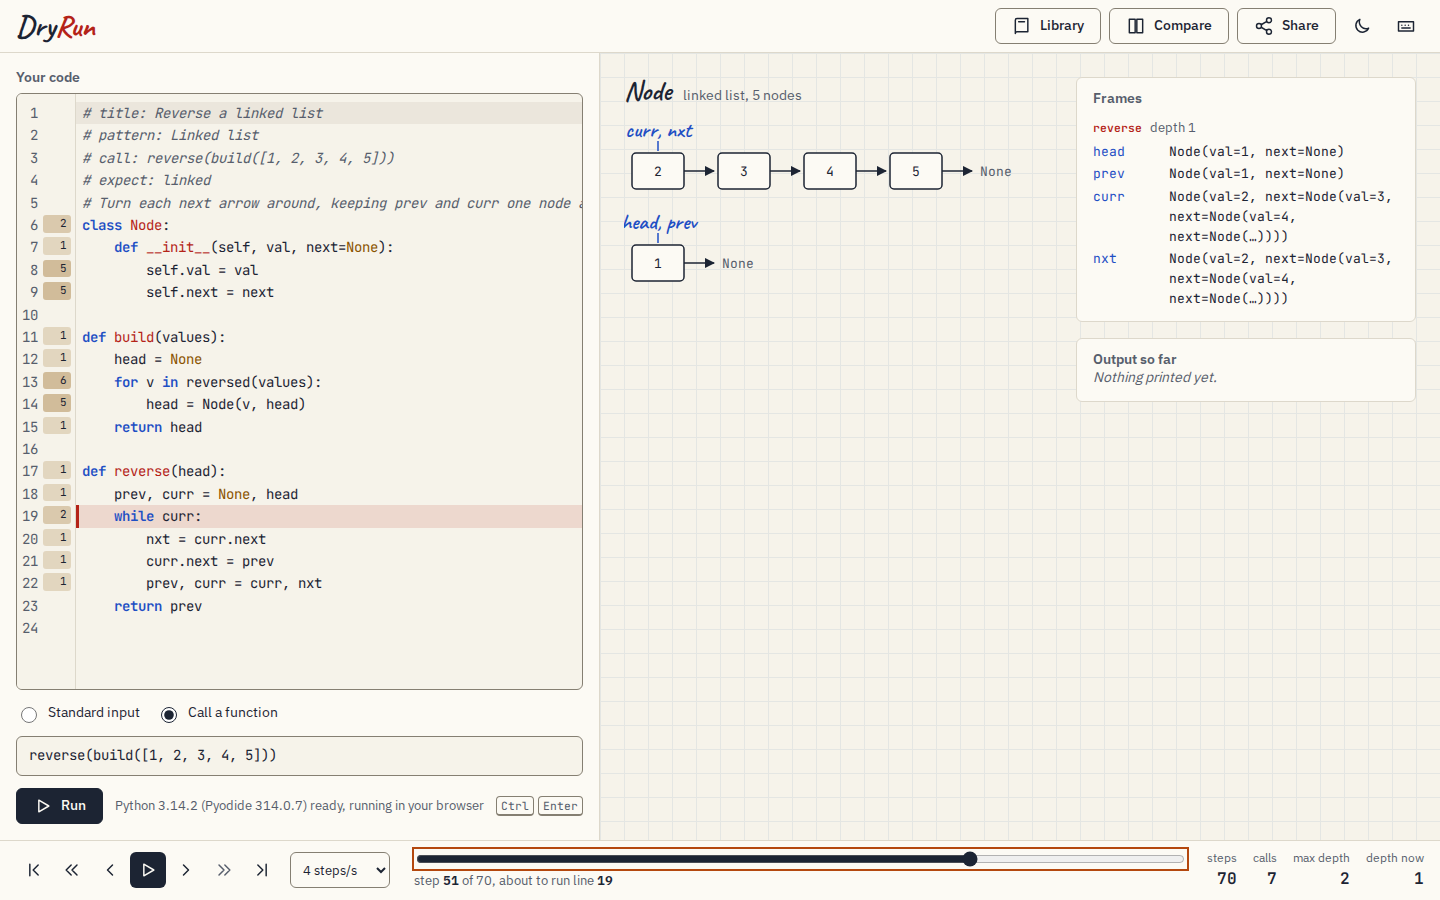 DryRun
Library
Compare
Share
Your code
1 # title: Reverse a linked list
2 # pattern: Linked list
3 # call: reverse(build([1, 2, 3, 4, 5]))
4 # expect: linked
5 # Turn each next arrow around, keeping prev and curr one node a
6 2 class Node:
7 1 def __init__(self, val, next=None):
8 5 self.val = val
9 5 self.next = next
10
11 1 def build(values):
12 1 head = None
13 6 for v in reversed(values):
14 5 head = Node(v, head)
15 1 return head
16
17 1 def reverse(head):
18 1 prev, curr = None, head
19 2 while curr:
20 1 nxt = curr.next
21 1 curr.next = prev
22 1 prev, curr = curr, nxt
23 return prev
24
Standard input
Call a function
reverse(build([1, 2, 3, 4, 5]))
Run
Python 3.14.2 (Pyodide 314.0.7) ready, running in your browser
Ctrl Enter
Node linked list, 5 nodes
curr, nxt
2 3 4 5 None
head, prev
1 None
Frames
reverse depth 1
head Node(val=1, next=None)
prev Node(val=1, next=None)
curr Node(val=2, next=Node(val=3,
next=Node(val=4,
next=Node(…))))
nxt Node(val=2, next=Node(val=3,
next=Node(val=4,
next=Node(…))))
Output so far
Nothing printed yet.
4 steps/s
step 51 of 70, about to run line 19
steps calls max depth depth now
70 7 2 1